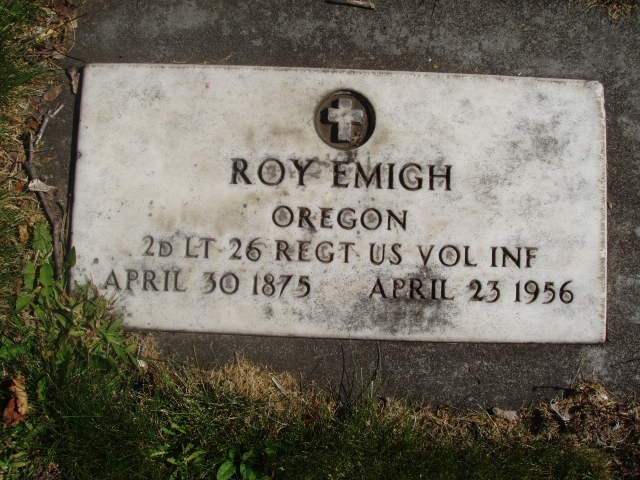 ROY EMIGH
OREGON
2D LT 26 REGT US VOL INF
APRIL 30 1875 APRIL 23 1956